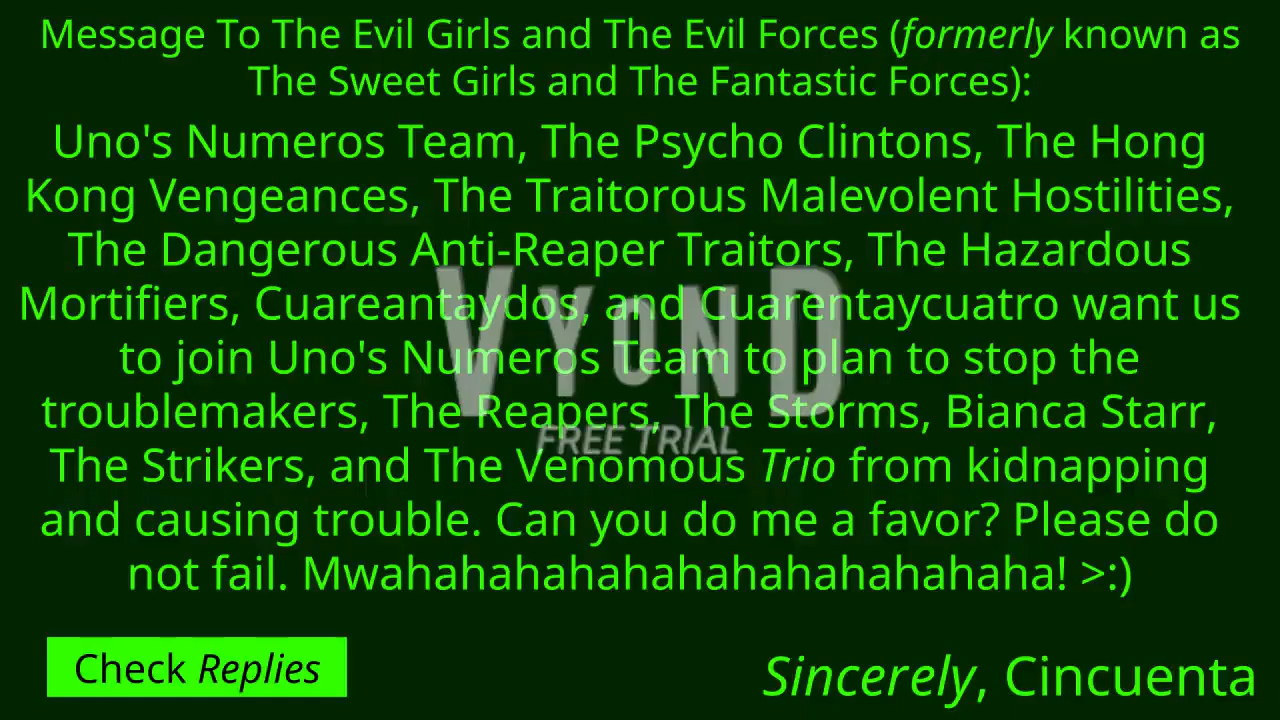 Message To The Evil Girls and The Evil Forces (formerly known as
The Sweet Girls and The Fantastic Forces):
Uno's Numeros Team, The Psycho Clintons, The Hong
Kong Vengeances, The Traitorous Malevolent Hostilities,
The Dangerous Anti-Reaper Traitors, The Hazardous
Mortifiers, Cuareantaydos, and Cuarentaycuatro want us
to join Uno's Numeros Team to plan to stop the
troublemakers, The Reapers, The Storms, Bianca Starr,
The Strikers, and The Venomous Trio from kidnapping
and causing trouble. Can you do me a favor? Please do
not fail. Mwahahahahahahahahahahahahaha! >:)
VYOND
FREE TRIAL
Check Replies
Sincerely, Cincuenta